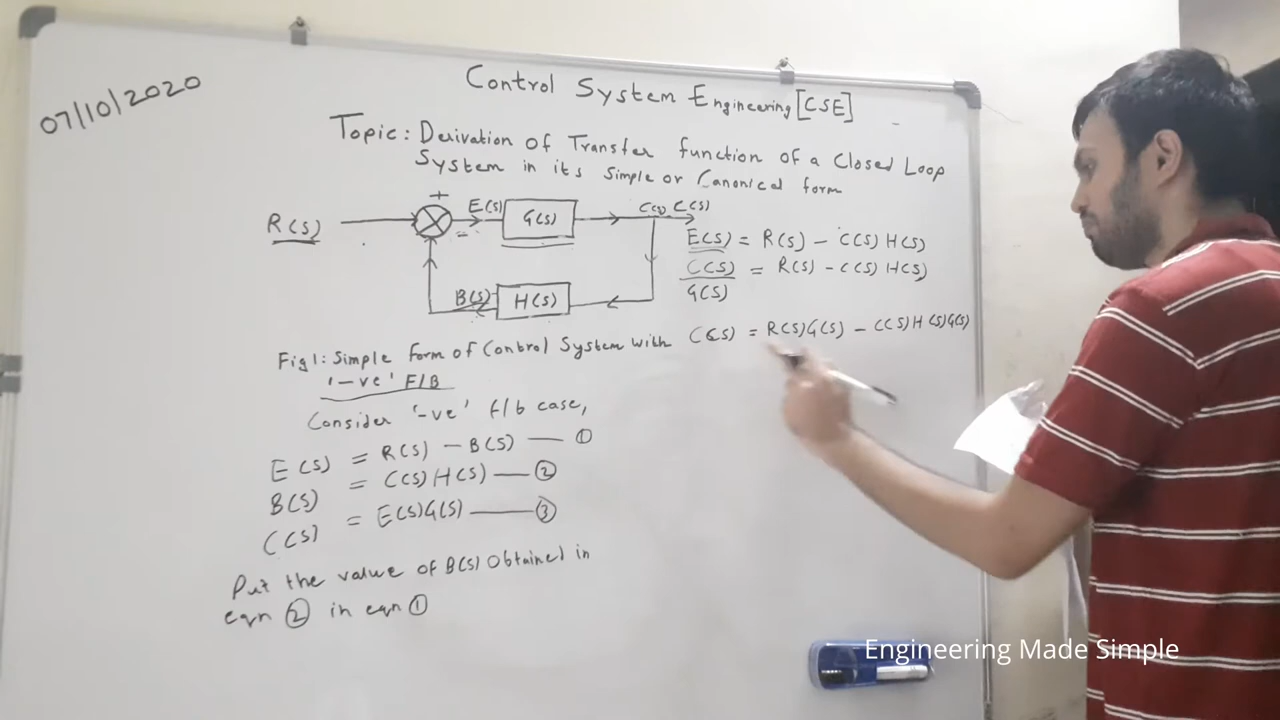 07/10/2020
Control System Engineering [CSE]
Topic: Derivation of Transfer function of a Closed Loop
System in its Simple or Canonical form
+
R(S)
E(S)
G(S)
C(S)
C(S)
-
B(S)
H(S)
E(S) = R(S) - C(S) H(S)
C(S)/G(S) = R(S) - C(S) H(S)
C(S) = R(S)G(S) - C(S)H(S)G(S)
Fig1: Simple form of Control System with
'-ve' F/B
Consider '-ve' f/b case,
E(S) = R(S) - B(S) — ①
B(S) = C(S) H(S) — ②
C(S) = E(S)G(S) — ③
Put the value of B(S) Obtained in
eqn ② in eqn ①
Engineering Made Simple